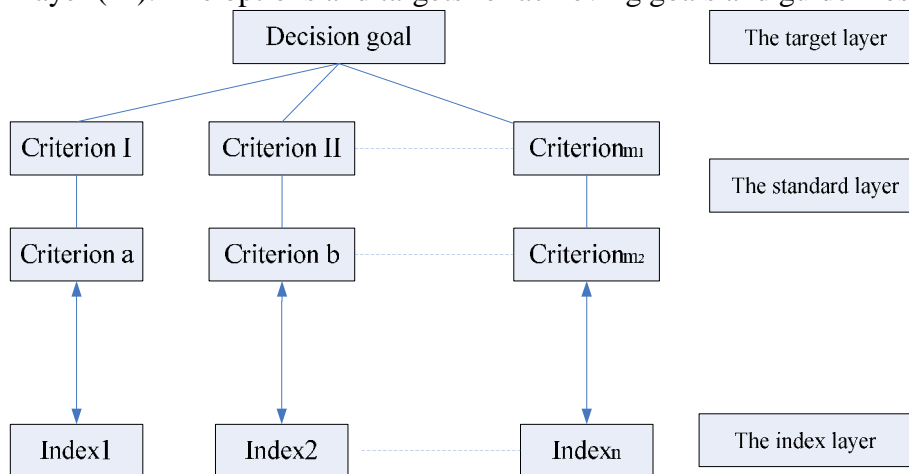 Decision goal
The target layer
Criterion I
Criterion II
Criterionm1
The standard layer
Criterion a
Criterion b
Criterionm2
Index1
Index2
Indexn
The index layer